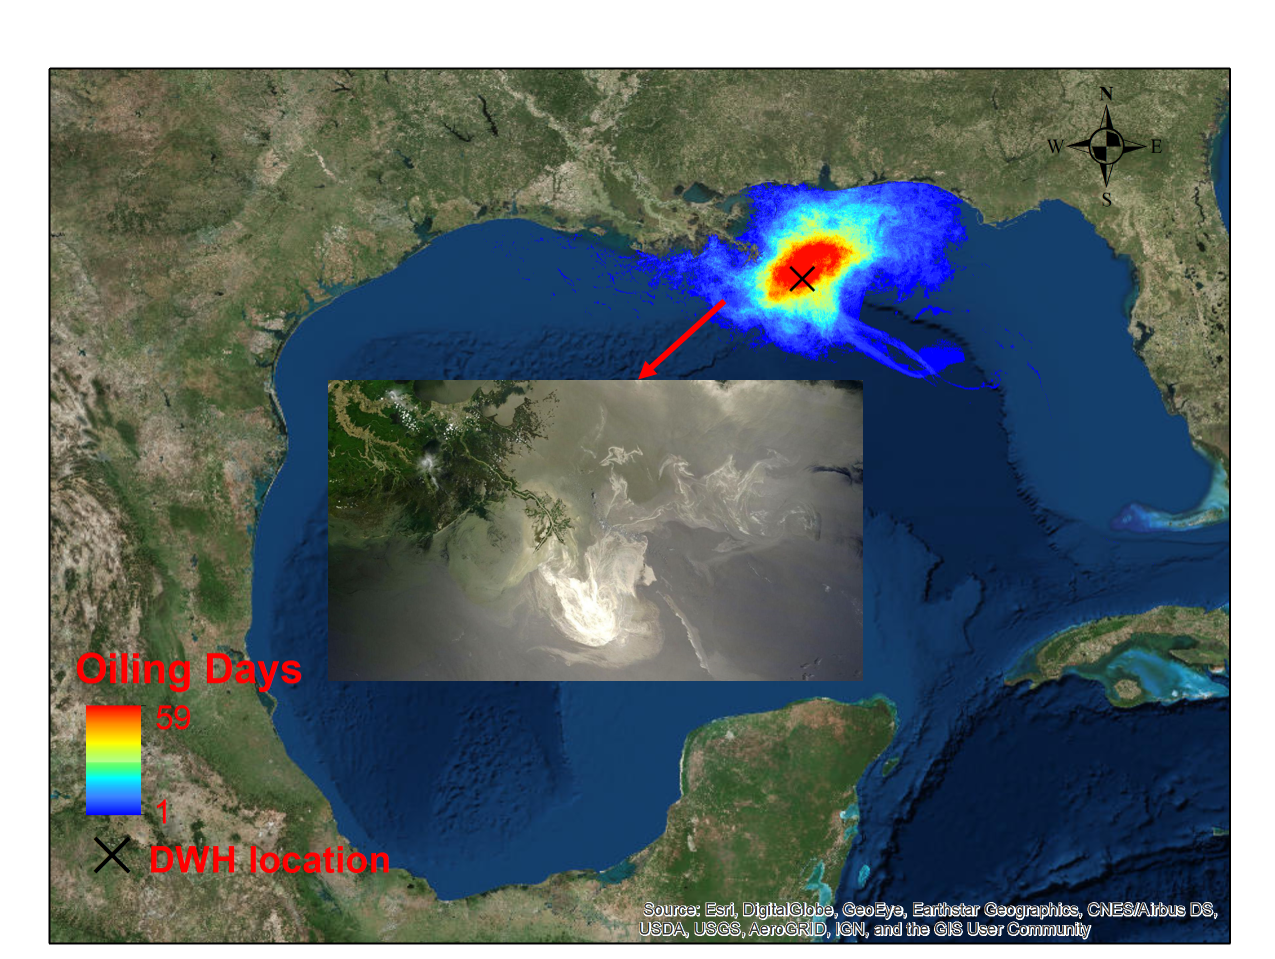 N
W E
S
Oiling Days
59
1
DWH location
Source: Esri, DigitalGlobe, GeoEye, Earthstar Geographics, CNES/Airbus DS,
USDA, USGS, AeroGRID, IGN, and the GIS User Community